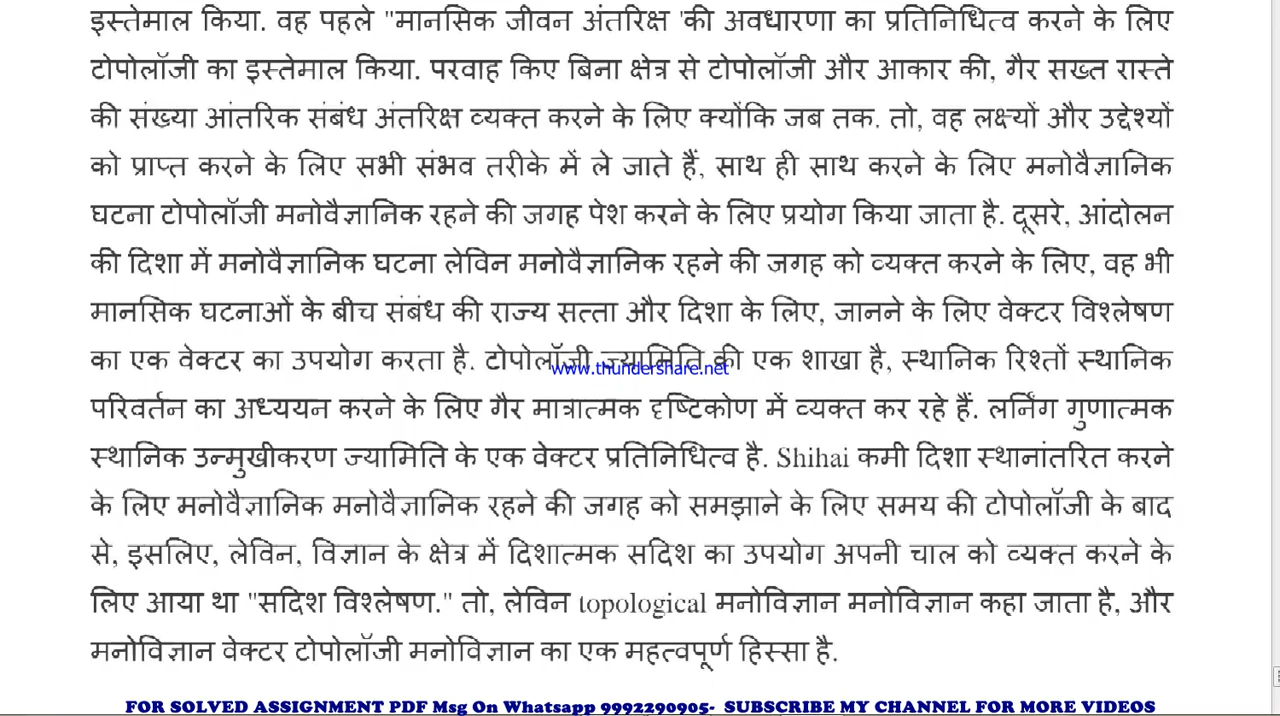 इस्तेमाल किया. वह पहले "मानसिक जीवन अंतरिक्ष 'की अवधारणा का प्रतिनिधित्व करने के लिए
टोपोलॉजी का इस्तेमाल किया. परवाह किए बिना क्षेत्र से टोपोलॉजी और आकार की, गैर सख्त रास्ते
की संख्या आंतरिक संबंध अंतरिक्ष व्यक्त करने के लिए क्योंकि जब तक. तो, वह लक्ष्यों और उद्देश्यों
को प्राप्त करने के लिए सभी संभव तरीके में ले जाते हैं, साथ ही साथ करने के लिए मनोवैज्ञानिक
घटना टोपोलॉजी मनोवैज्ञानिक रहने की जगह पेश करने के लिए प्रयोग किया जाता है. दूसरे, आंदोलन
की दिशा में मनोवैज्ञानिक घटना लेविन मनोवैज्ञानिक रहने की जगह को व्यक्त करने के लिए, वह भी
मानसिक घटनाओं के बीच संबंध की राज्य सत्ता और दिशा के लिए, जानने के लिए वेक्टर विश्लेषण
का एक वेक्टर का उपयोग करता है. टोपोलॉजी ज्यामिति की एक शाखा है, स्थानिक रिश्तों स्थानिक
www.thundershare.net
परिवर्तन का अध्ययन करने के लिए गैर मात्रात्मक दृष्टिकोण में व्यक्त कर रहे हैं. लर्निंग गुणात्मक
स्थानिक उन्मुखीकरण ज्यामिति के एक वेक्टर प्रतिनिधित्व है. Shihai कमी दिशा स्थानांतरित करने
के लिए मनोवैज्ञानिक मनोवैज्ञानिक रहने की जगह को समझाने के लिए समय की टोपोलॉजी के बाद
से, इसलिए, लेविन, विज्ञान के क्षेत्र में दिशात्मक सदिश का उपयोग अपनी चाल को व्यक्त करने के
लिए आया था "सदिश विश्लेषण." तो, लेविन topological मनोविज्ञान मनोविज्ञान कहा जाता है, और
मनोविज्ञान वेक्टर टोपोलॉजी मनोविज्ञान का एक महत्वपूर्ण हिस्सा है.
FOR SOLVED ASSIGNMENT PDF Msg On Whatsapp 9992290905- SUBSCRIBE MY CHANNEL FOR MORE VIDEOS